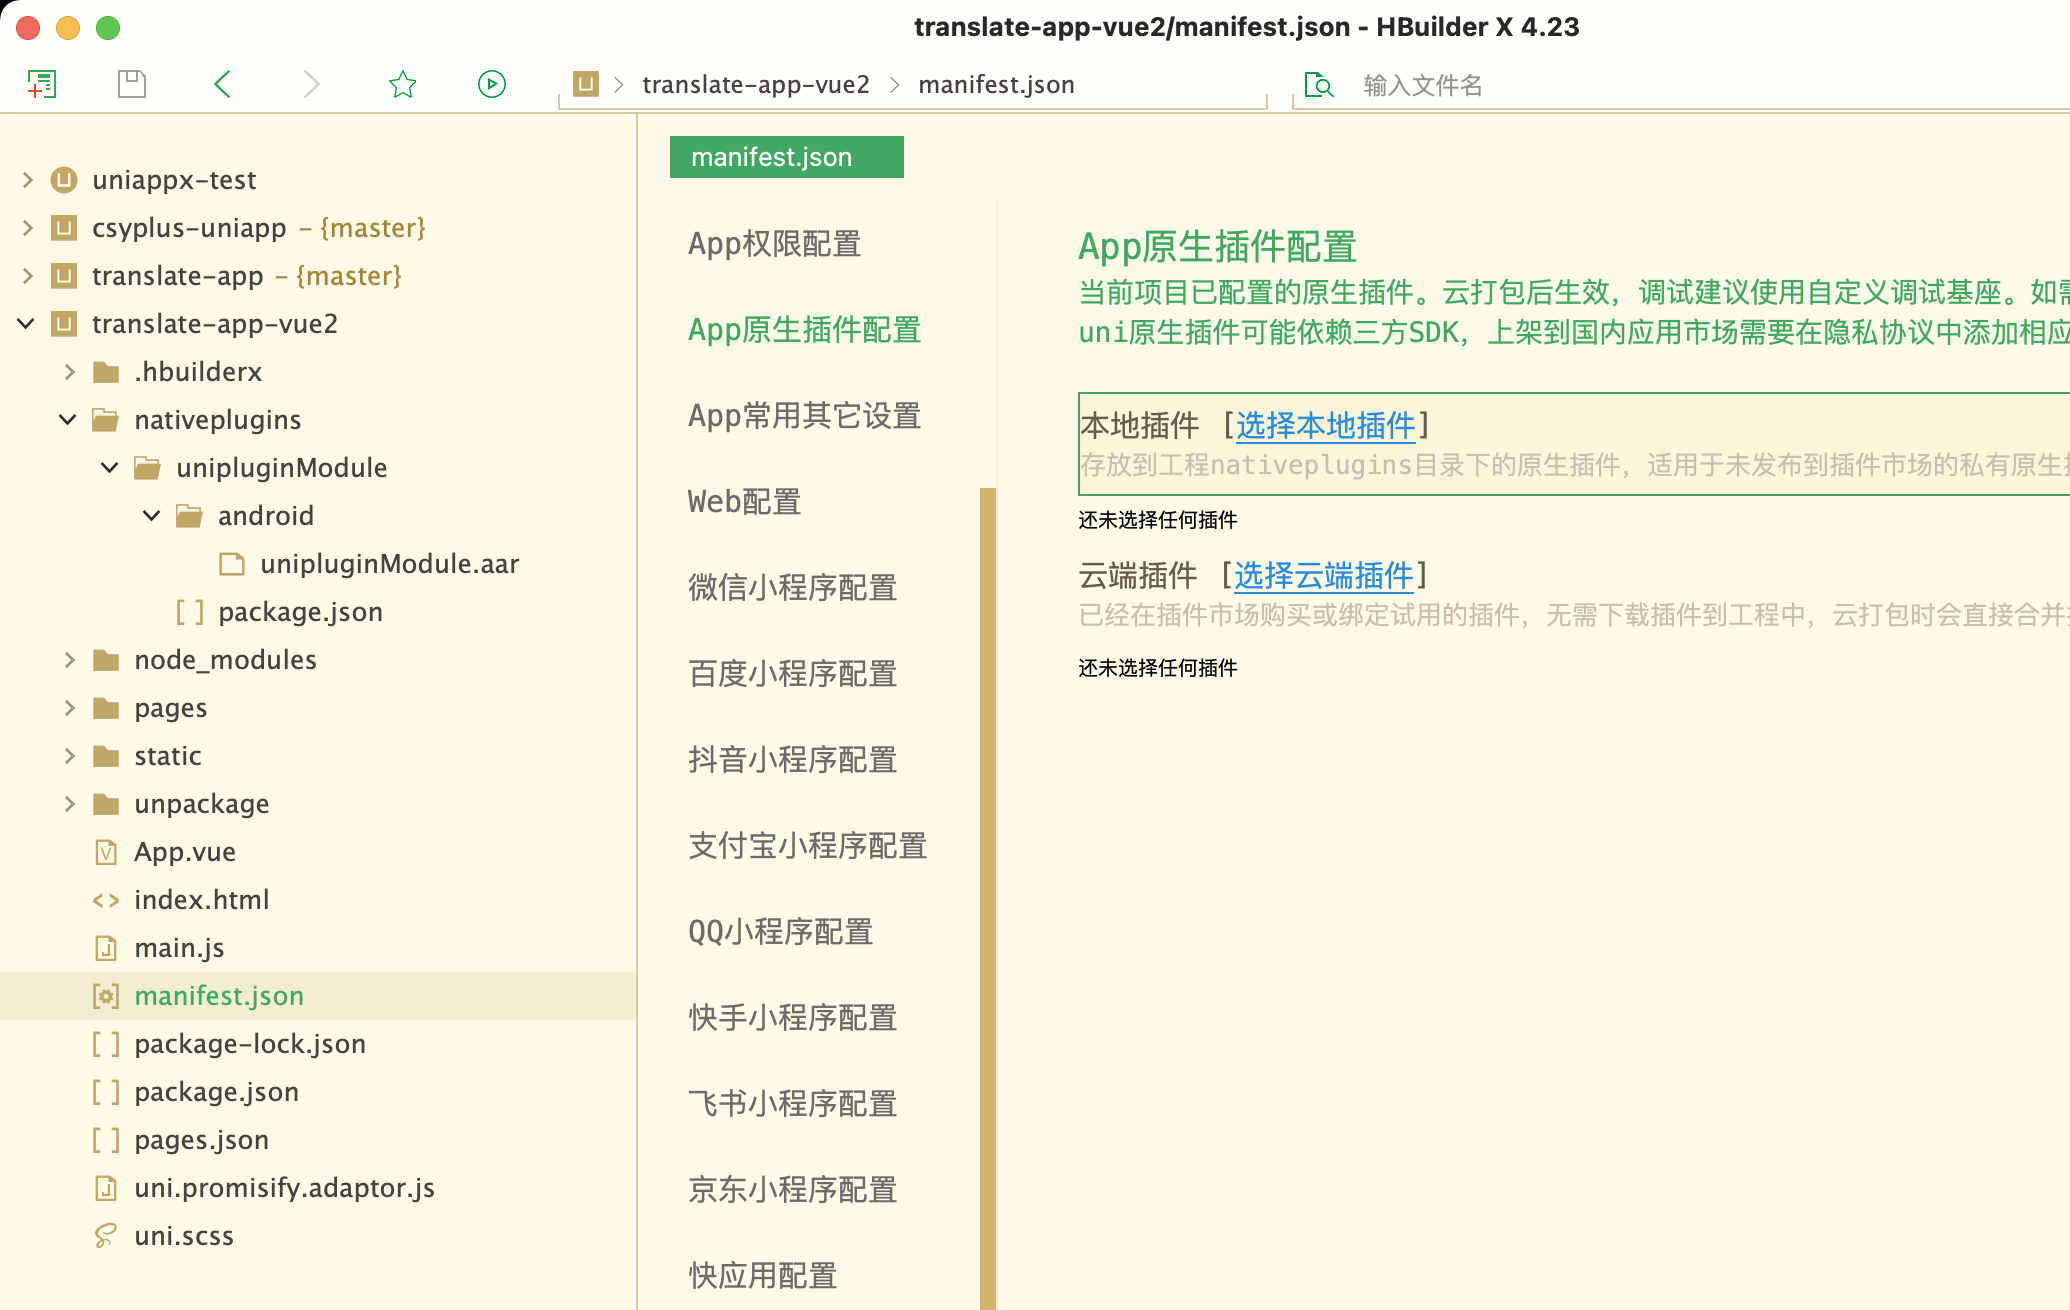 translate-app-vue2/manifest.json - HBuilder X 4.23
translate-app-vue2
manifest.json
输入文件名
uniappx-test
csyplus-uniapp - {master}
translate-app - {master}
translate-app-vue2
.hbuilderx
nativeplugins
unipluginModule
android
unipluginModule.aar
package.json
node_modules
pages
static
unpackage
App.vue
index.html
main.js
manifest.json
package-lock.json
package.json
pages.json
uni.promisify.adaptor.js
uni.scss
manifest.json
App权限配置
App原生插件配置
App常用其它设置
Web配置
微信小程序配置
百度小程序配置
抖音小程序配置
支付宝小程序配置
QQ小程序配置
快手小程序配置
飞书小程序配置
京东小程序配置
快应用配置
App原生插件配置
当前项目已配置的原生插件。云打包后生效，调试建议使用自定义调试基座。如需
uni原生插件可能依赖三方SDK，上架到国内应用市场需要在隐私协议中添加相应
本地插件 [选择本地插件]
存放到工程nativeplugins目录下的原生插件，适用于未发布到插件市场的私有原生
还未选择任何插件
云端插件 [选择云端插件]
已经在插件市场购买或绑定试用的插件，无需下载插件到工程中，云打包时会直接合并
还未选择任何插件